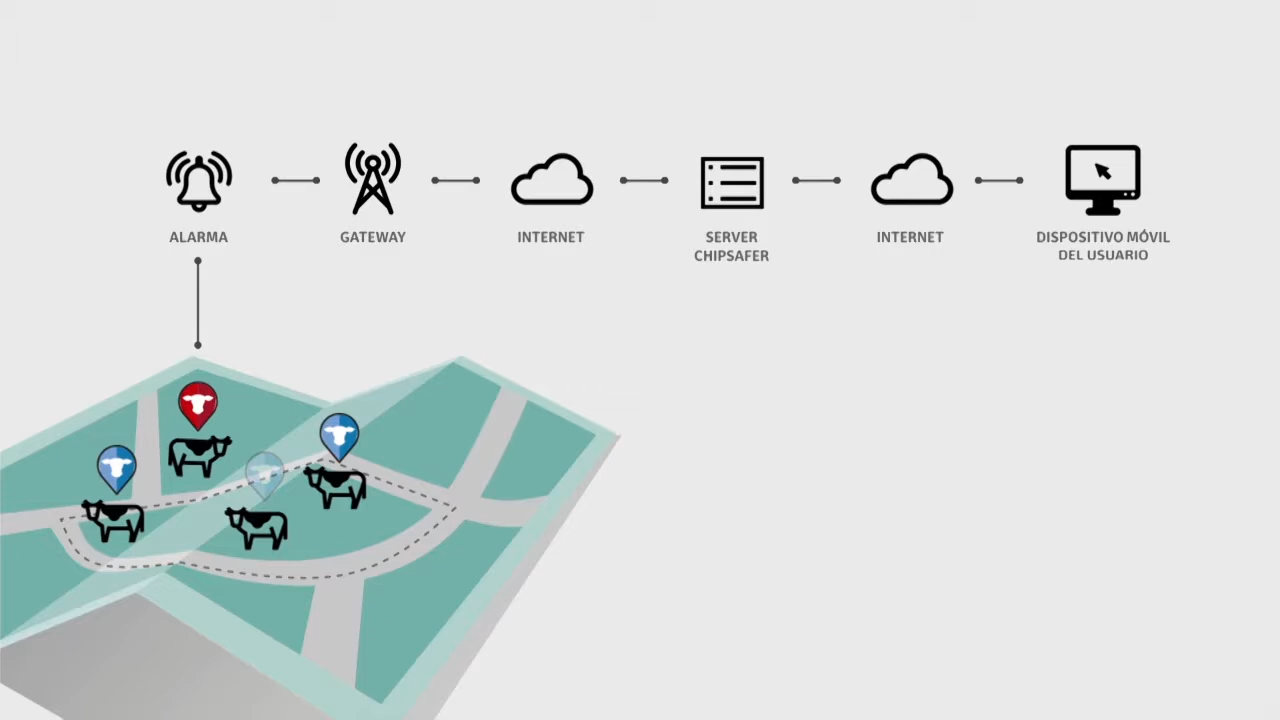 ALARMA
GATEWAY
INTERNET
SERVER
CHIPSAFER
INTERNET
DISPOSITIVO MÓVIL
DEL USUARIO